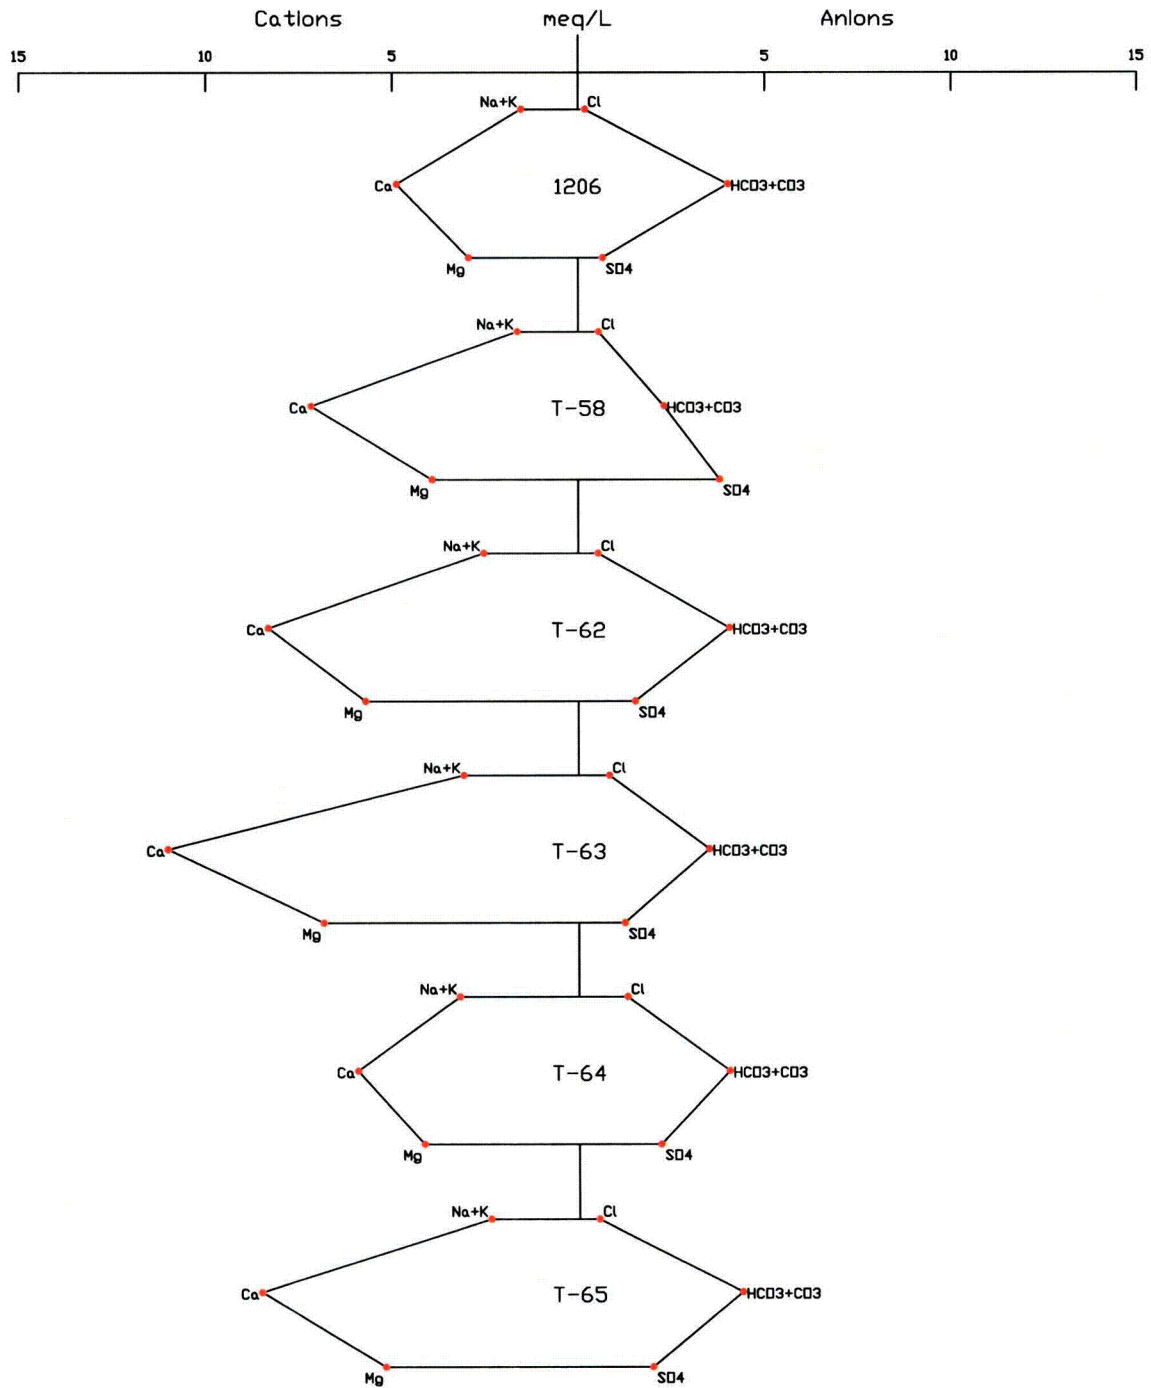 Cations meq/L Anions
15 10 5 5 10 15
Na+K Cl
Ca 1206 HCO3+CO3
Mg SO4
Na+K Cl
Ca T-58 HCO3+CO3
Mg SO4
Na+K Cl
Ca T-62 HCO3+CO3
Mg SO4
Na+K Cl
Ca T-63 HCO3+CO3
Mg SO4
Na+K Cl
Ca T-64 HCO3+CO3
Mg SO4
Na+K Cl
Ca T-65 HCO3+CO3
Mg SO4